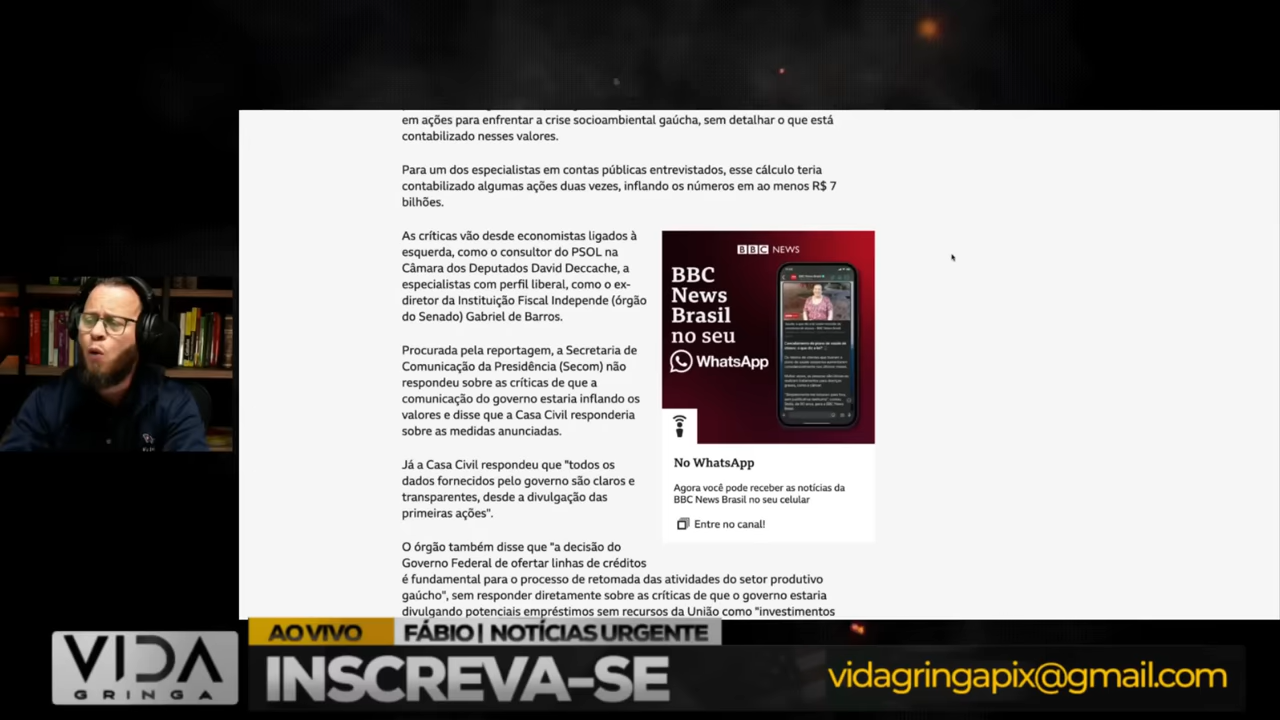 em ações para enfrentar a crise socioambiental gaúcha, sem detalhar o que está
contabilizado nesses valores.
Para um dos especialistas em contas públicas entrevistados, esse cálculo teria
contabilizado algumas ações duas vezes, inflando os números em ao menos R$ 7
bilhões.
As críticas vão desde economistas ligados à
esquerda, como o consultor do PSOL na
Câmara dos Deputados David Deccache, a
especialistas com perfil liberal, como o ex-
diretor da Instituição Fiscal Independe (órgão
do Senado) Gabriel de Barros.
Procurada pela reportagem, a Secretaria de
Comunicação da Presidência (Secom) não
respondeu sobre as críticas de que a
comunicação do governo estaria inflando os
valores e disse que a Casa Civil responderia
sobre as medidas anunciadas.
Já a Casa Civil respondeu que "todos os
dados fornecidos pelo governo são claros e
transparentes, desde a divulgação das
primeiras ações".
O órgão também disse que "a decisão do
Governo Federal de ofertar linhas de créditos
é fundamental para o processo de retomada das atividades do setor produtivo
gaúcho", sem responder diretamente sobre as críticas de que o governo estaria
divulgando potenciais empréstimos sem recursos da União como "investimentos
BBC NEWS
BBC
News
Brasil
no seu
WhatsApp
No WhatsApp
Agora você pode receber as notícias da
BBC News Brasil no seu celular
Entre no canal!
VIDA
GRINGA
AO VIVO
FÁBIO | NOTÍCIAS URGENTE
INSCREVA-SE
vidagringapix@gmail.com